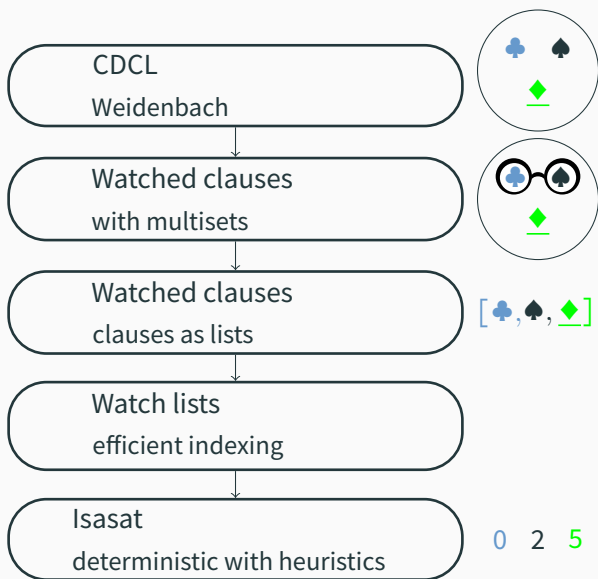 CDCL
Weidenbach
♣ ♠
♦
Watched clauses
with multisets
♣ ♠
♦
Watched clauses
clauses as lists
[♣,♠,♦]
Watch lists
efficient indexing
Isasat
deterministic with heuristics
0 2 5